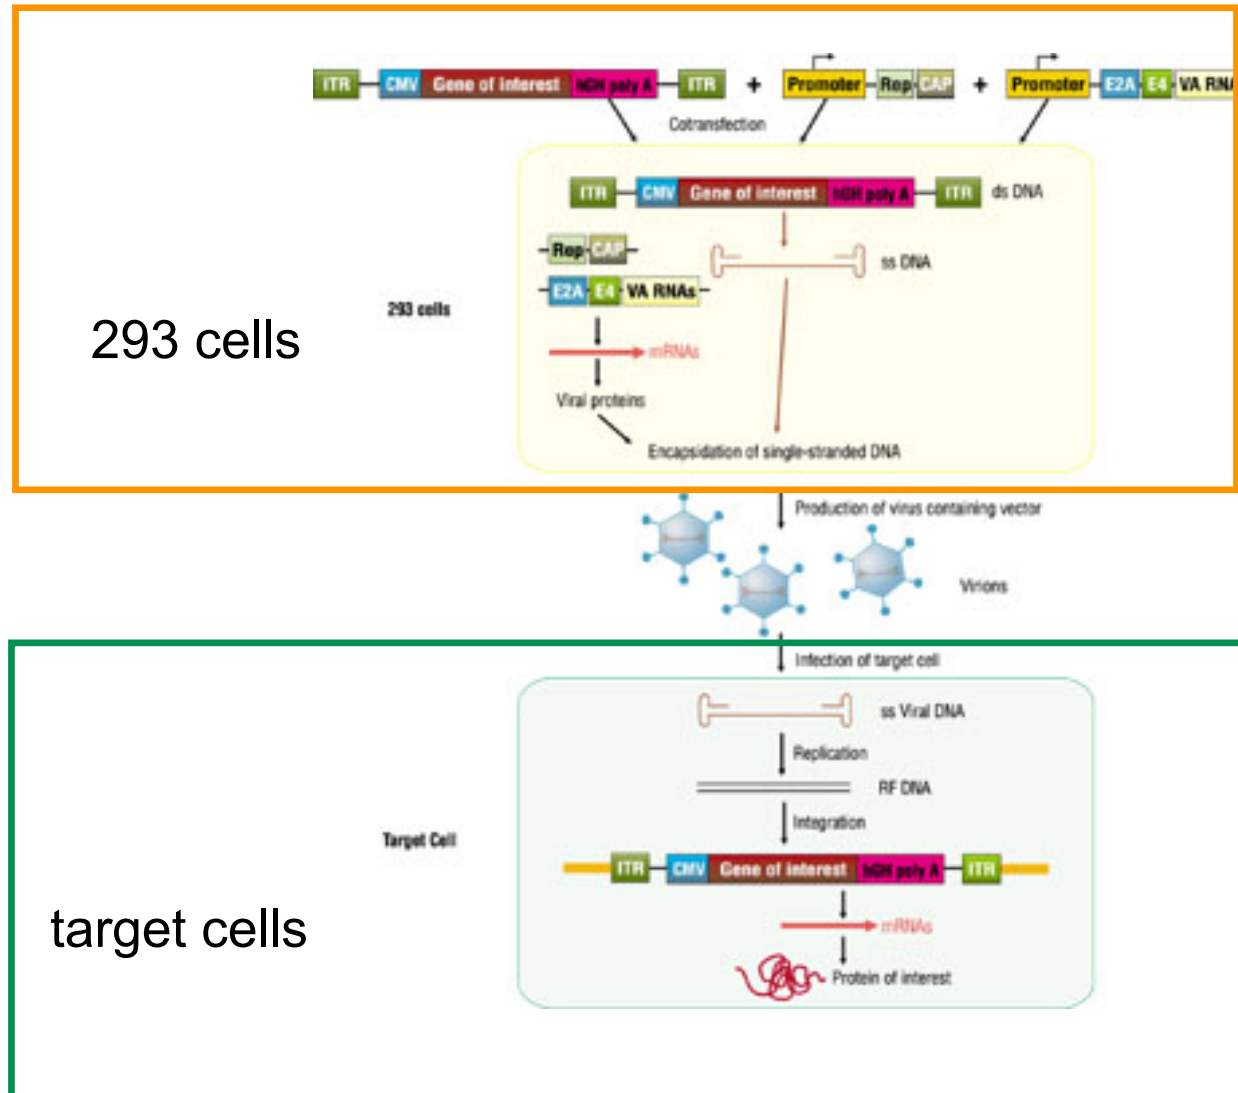 ITR CMV Gene of interest hGH poly A ITR + Promoter Rep CAP + Promoter E2A E4 VA RNA
Cotransfection
ITR CMV Gene of interest hGH poly A ITR ds DNA
Rep CAP
ss DNA
E2A E4 VA RNAs
293 cells
293 cells
mRNAs
Viral proteins
Encapsidation of single-stranded DNA
Production of virus containing vector
Virions
Infection of target cell
ss Viral DNA
Replication
RF DNA
Integration
Target Cell
ITR CMV Gene of interest hGH poly A ITR
target cells
mRNAs
Protein of interest